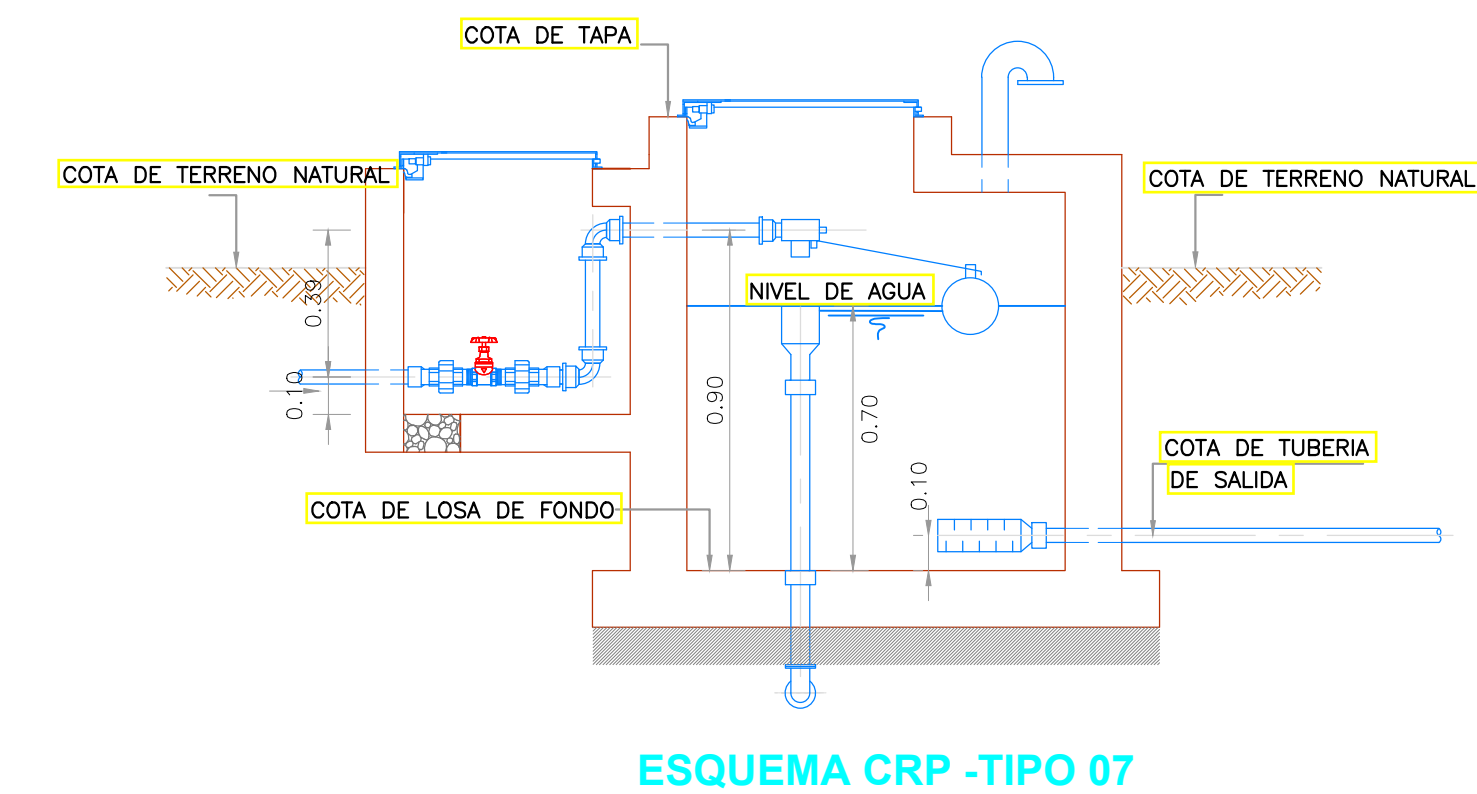 COTA DE TAPA
COTA DE TERRENO NATURAL
COTA DE TERRENO NATURAL
0.39
NIVEL DE AGUA
0.10
0.90
0.70
COTA DE TUBERIA
DE SALIDA
0.10
COTA DE LOSA DE FONDO
ESQUEMA CRP -TIPO 07